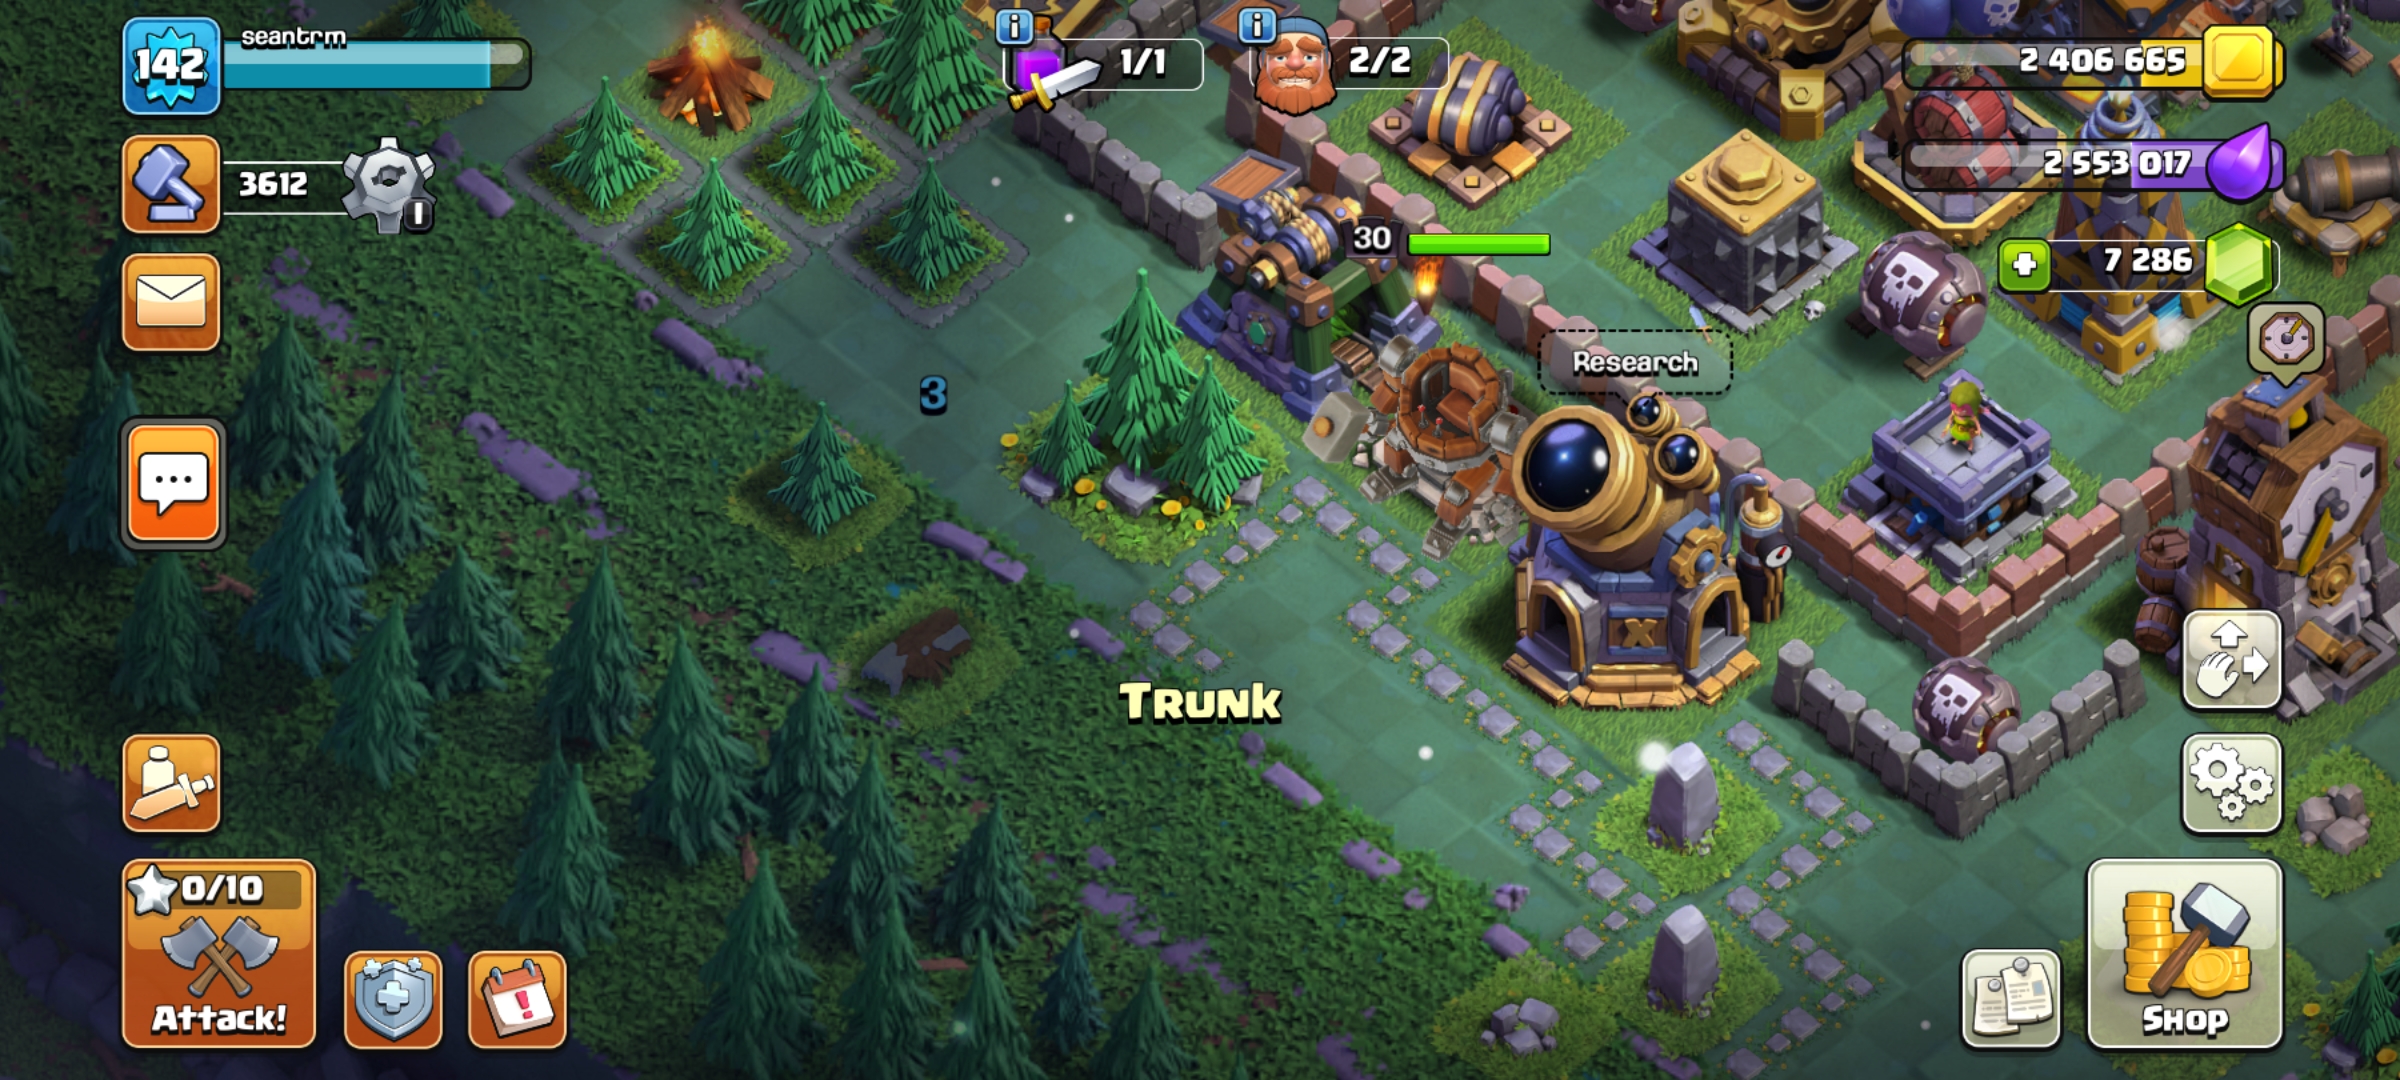 142
seantrm
1/1
2/2
2 406 665
3612
I
2 553 017
30
7 286
Research
3
Trunk
0/10
Attack!
Shop